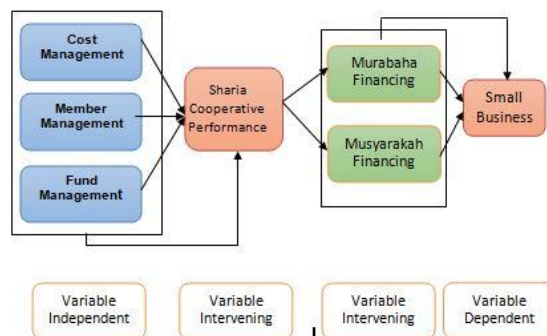 Cost
Management
Member
Management
Fund
Management
Sharia
Cooperative
Performance
Murabaha
Financing
Musyarakah
Financing
Small
Business
Variable
Independent
Variable
Intervening
Variable
Intervening
Variable
Dependent